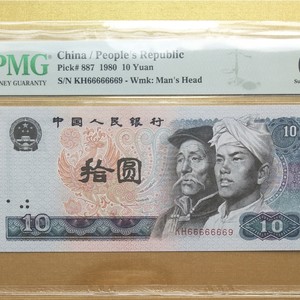 PMG
China / People's Republic
Pick# 887 1980 10 Yuan
MONEY GUARANTY
S/N KH66666669 - Wmk: Man's Head
中国人民银行
10
拾圆
KH66666669
10
10